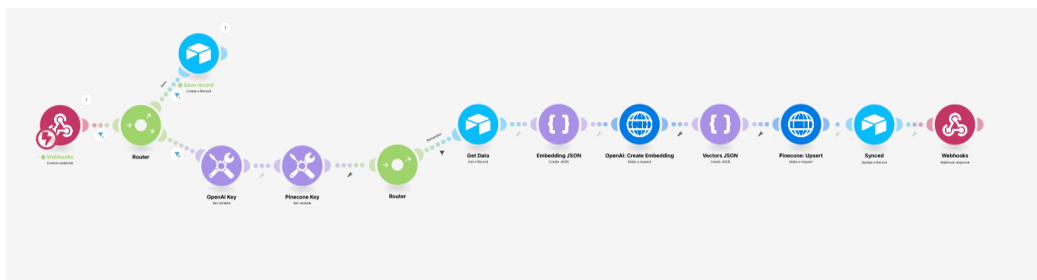 1
Save record
Create a Record
1
Save
Webhooks
Custom webhook
Router
OpenAI Key
Set variable
Pinecone Key
Set variable
Router
Get Data
Get a Record
Embedding JSON
Create JSON
OpenAI: Create Embedding
Make a request
Vectors JSON
Create JSON
Pinecone: Upsert
Make a request
Synced
Update a Record
Webhooks
Webhook response